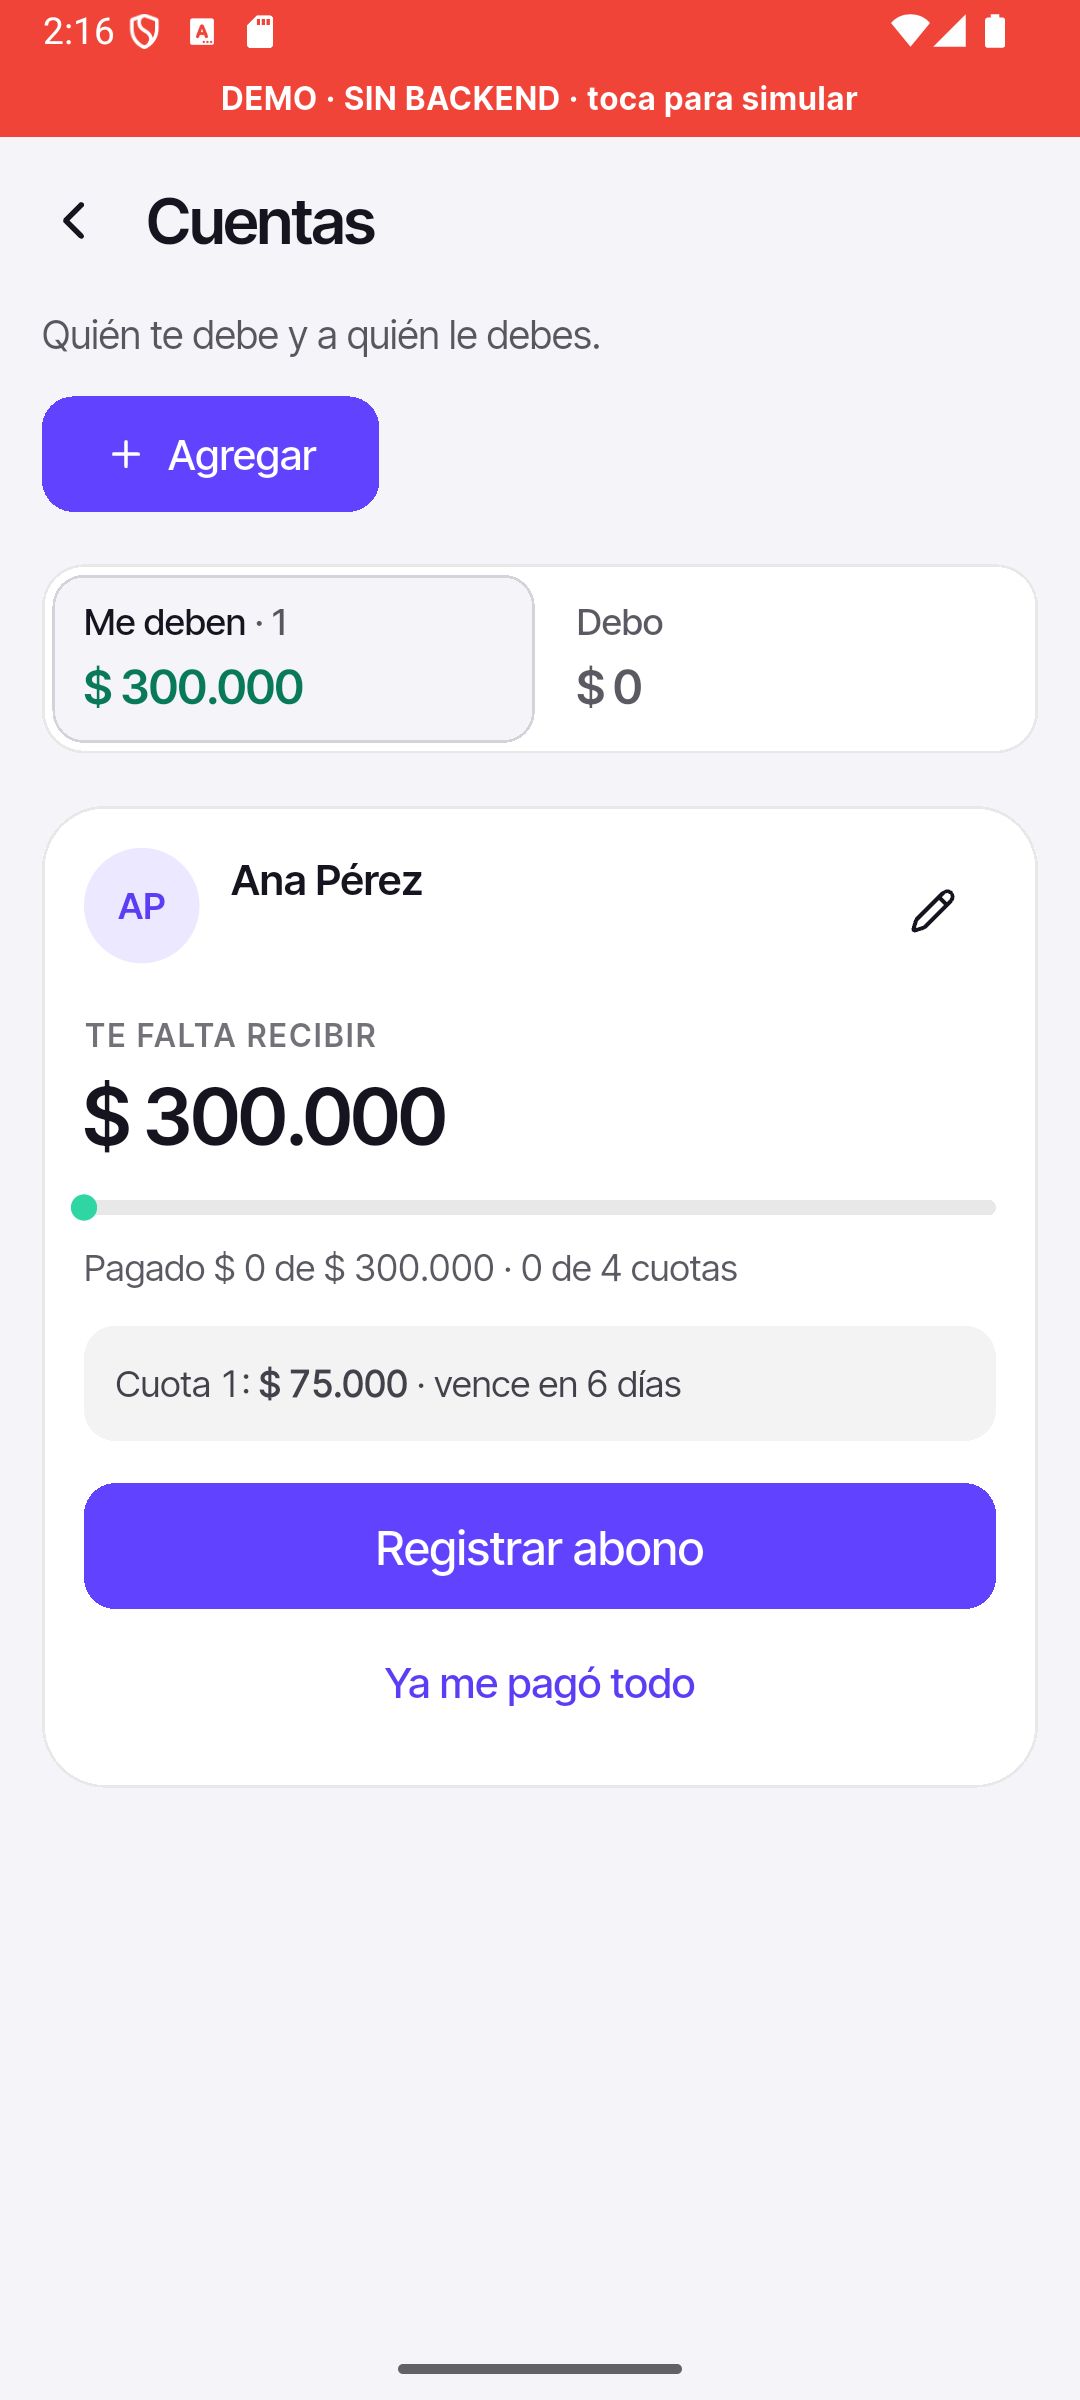 2:16
DEMO · SIN BACKEND · toca para simular
Cuentas
Quién te debe y a quién le debes.
+ Agregar
Me deben · 1
$ 300.000
Debo
$ 0
AP
Ana Pérez
TE FALTA RECIBIR
$ 300.000
Pagado $ 0 de $ 300.000 · 0 de 4 cuotas
Cuota 1: $ 75.000 · vence en 6 días
Registrar abono
Ya me pagó todo